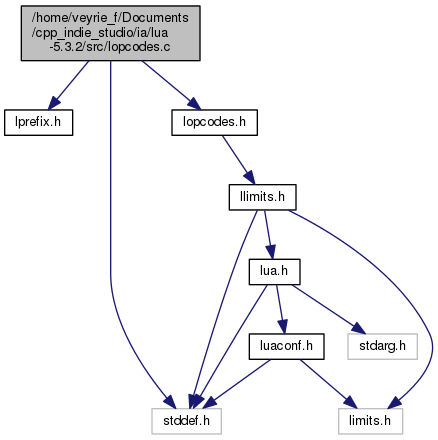 /home/veyrie_f/Documents
/cpp_indie_studio/ia/lua
-5.3.2/src/lopcodes.c
lprefix.h
lopcodes.h
llimits.h
lua.h
luaconf.h
stdarg.h
stddef.h
limits.h